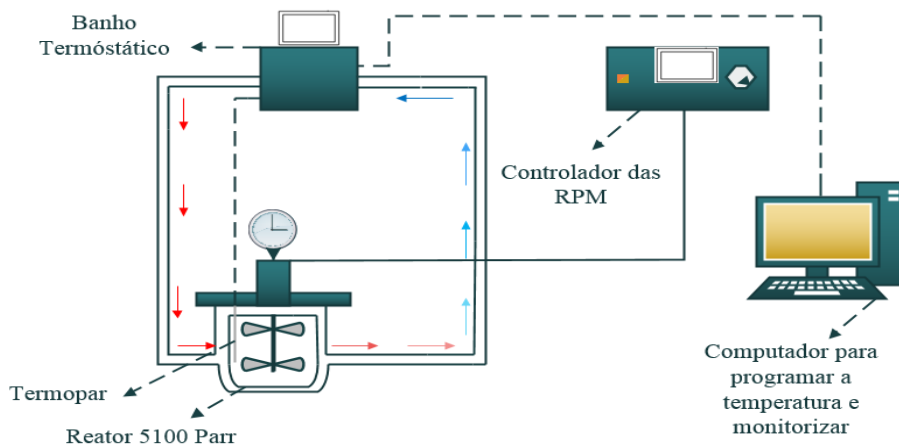 Banho
Termóstático
Controlador das
RPM
Termopar
Reator 5100 Parr
Computador para
programar a
temperatura e
monitorizar